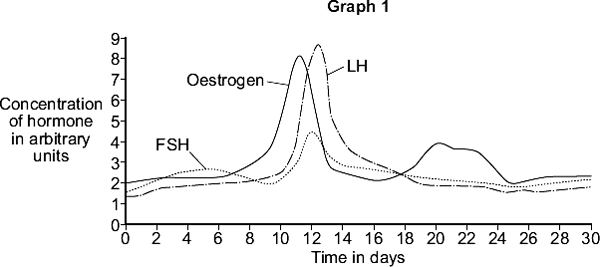 Graph 1
Concentration
of hormone
in arbitrary
units
9
8
7
6
5
4
3
2
1
0
Oestrogen
LH
FSH
0 2 4 6 8 10 12 14 16 18 20 22 24 26 28 30
Time in days